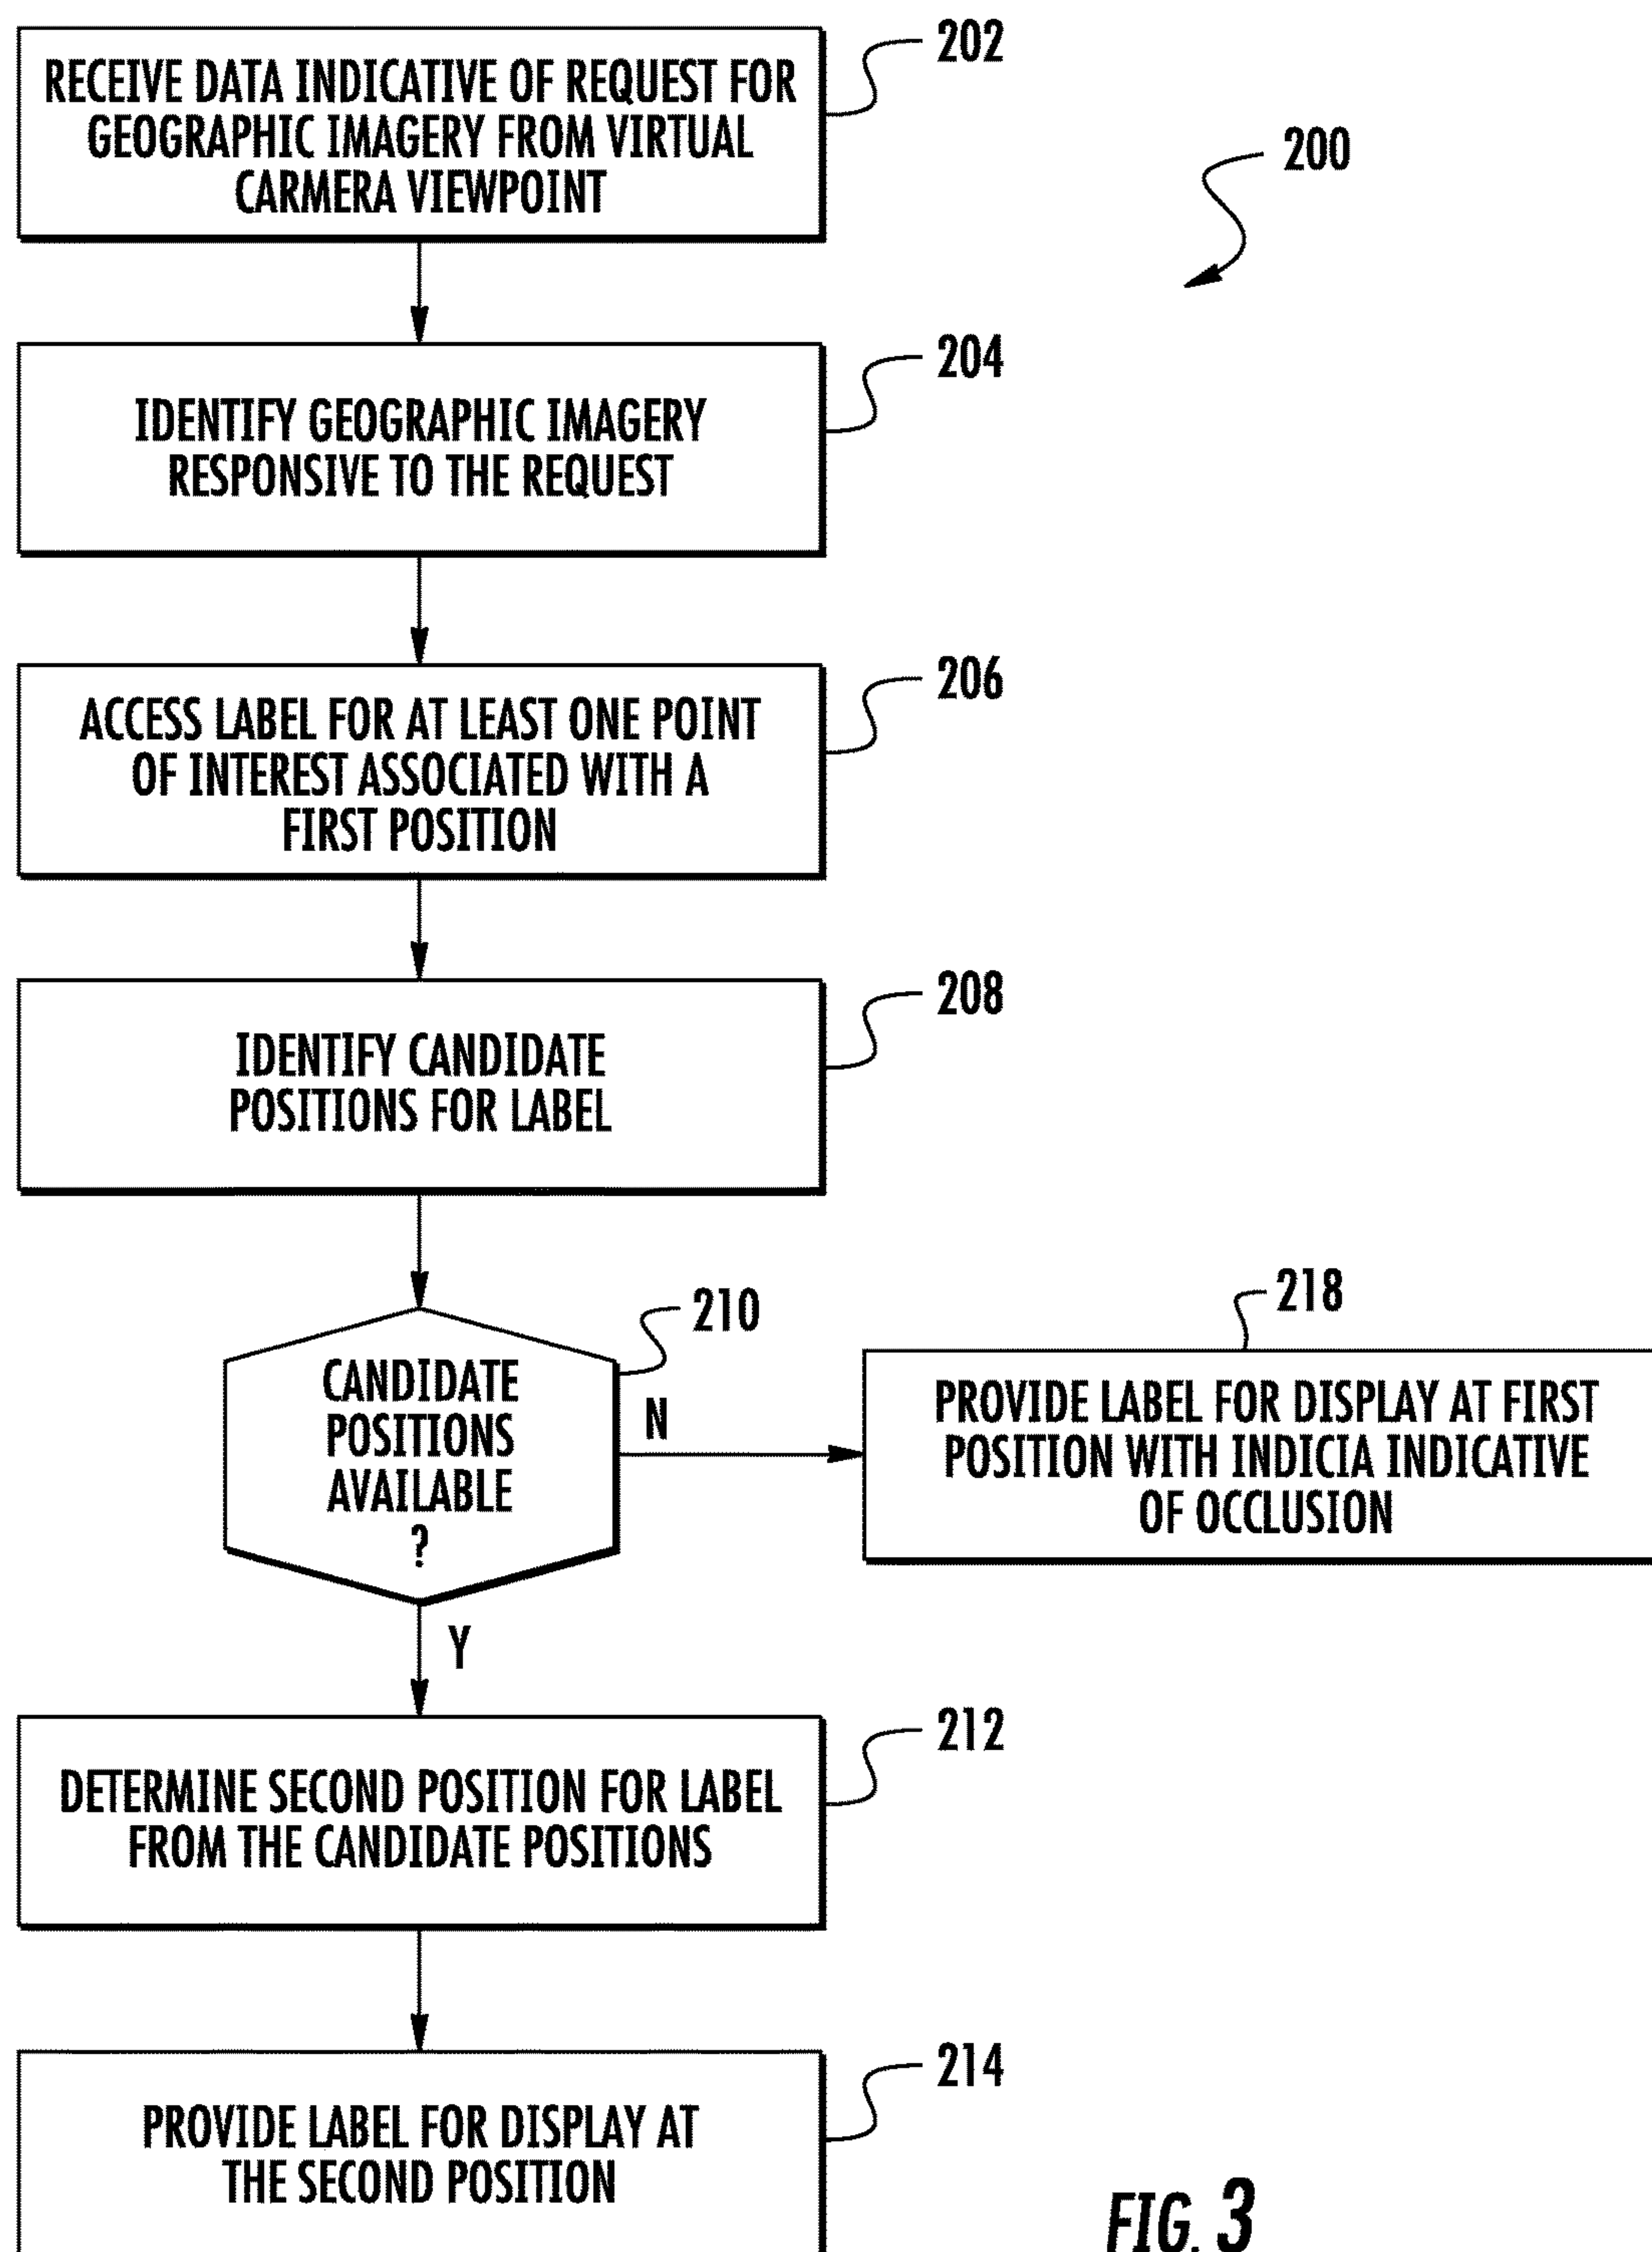 202
RECEIVE DATA INDICATIVE OF REQUEST FOR
GEOGRAPHIC IMAGERY FROM VIRTUAL
CARMERA VIEWPOINT
200
204
IDENTIFY GEOGRAPHIC IMAGERY
RESPONSIVE TO THE REQUEST
206
ACCESS LABEL FOR AT LEAST ONE POINT
OF INTEREST ASSOCIATED WITH A
FIRST POSITION
208
IDENTIFY CANDIDATE
POSITIONS FOR LABEL
210
CANDIDATE
POSITIONS
AVAILABLE
?
N
218
PROVIDE LABEL FOR DISPLAY AT FIRST
POSITION WITH INDICIA INDICATIVE
OF OCCLUSION
Y
212
DETERMINE SECOND POSITION FOR LABEL
FROM THE CANDIDATE POSITIONS
214
PROVIDE LABEL FOR DISPLAY AT
THE SECOND POSITION
FIG. 3